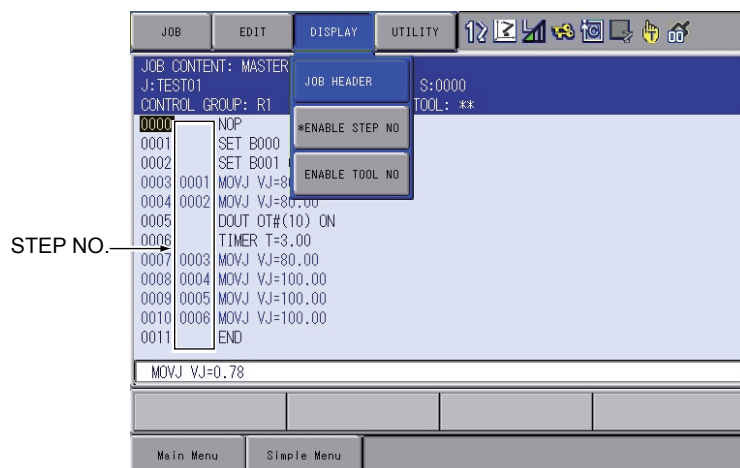 JOB EDIT DISPLAY UTILITY
JOB CONTENT: MASTER
J:TEST01 S:0000
CONTROL GROUP: R1 TOOL: **
JOB HEADER
*ENABLE STEP NO
ENABLE TOOL NO
0000 NOP
0001 SET B000
0002 SET B001
0003 0001 MOVJ VJ=80
0004 0002 MOVJ VJ=80.00
0005 DOUT OT#(10) ON
0006 TIMER T=3.00
0007 0003 MOVJ VJ=80.00
0008 0004 MOVJ VJ=100.00
0009 0005 MOVJ VJ=100.00
0010 0006 MOVJ VJ=100.00
0011 END
STEP NO.
MOVJ VJ=0.78
Main Menu Simple Menu